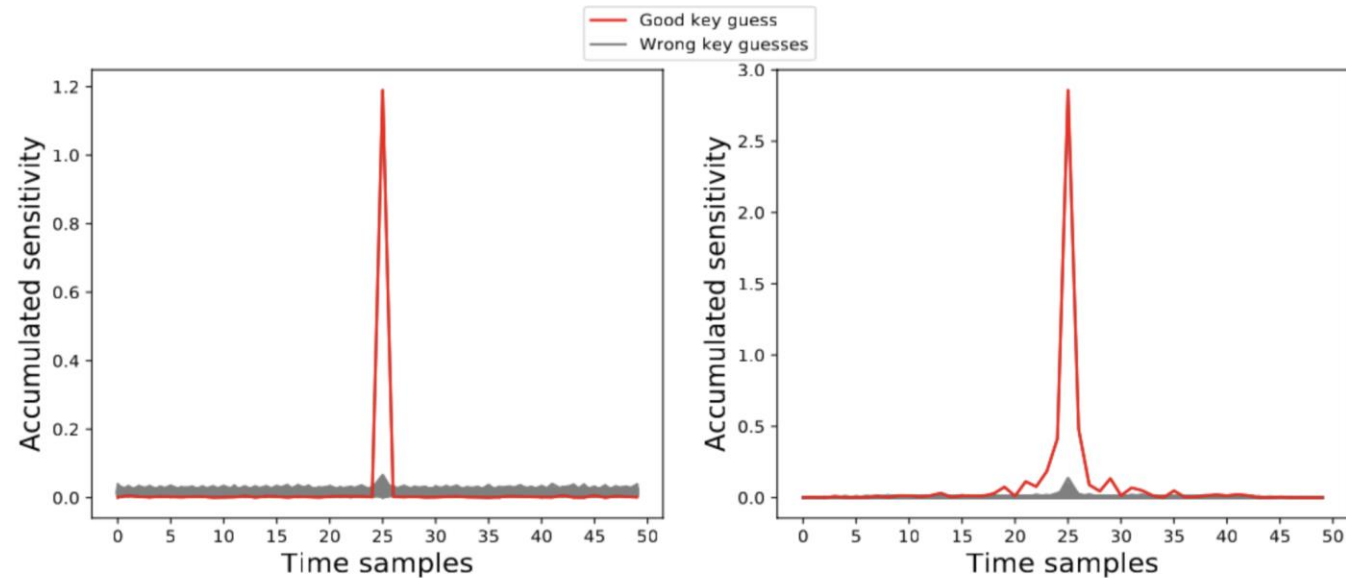 Good key guess
Wrong key guesses
Accumulated sensitivity
1.2
1.0
0.8
0.6
0.4
0.2
0.0
0 5 10 15 20 25 30 35 40 45 50
Time samples
Accumulated sensitivity
3.0
2.5
2.0
1.5
1.0
0.5
0.0
0 5 10 15 20 25 30 35 40 45 50
Time samples